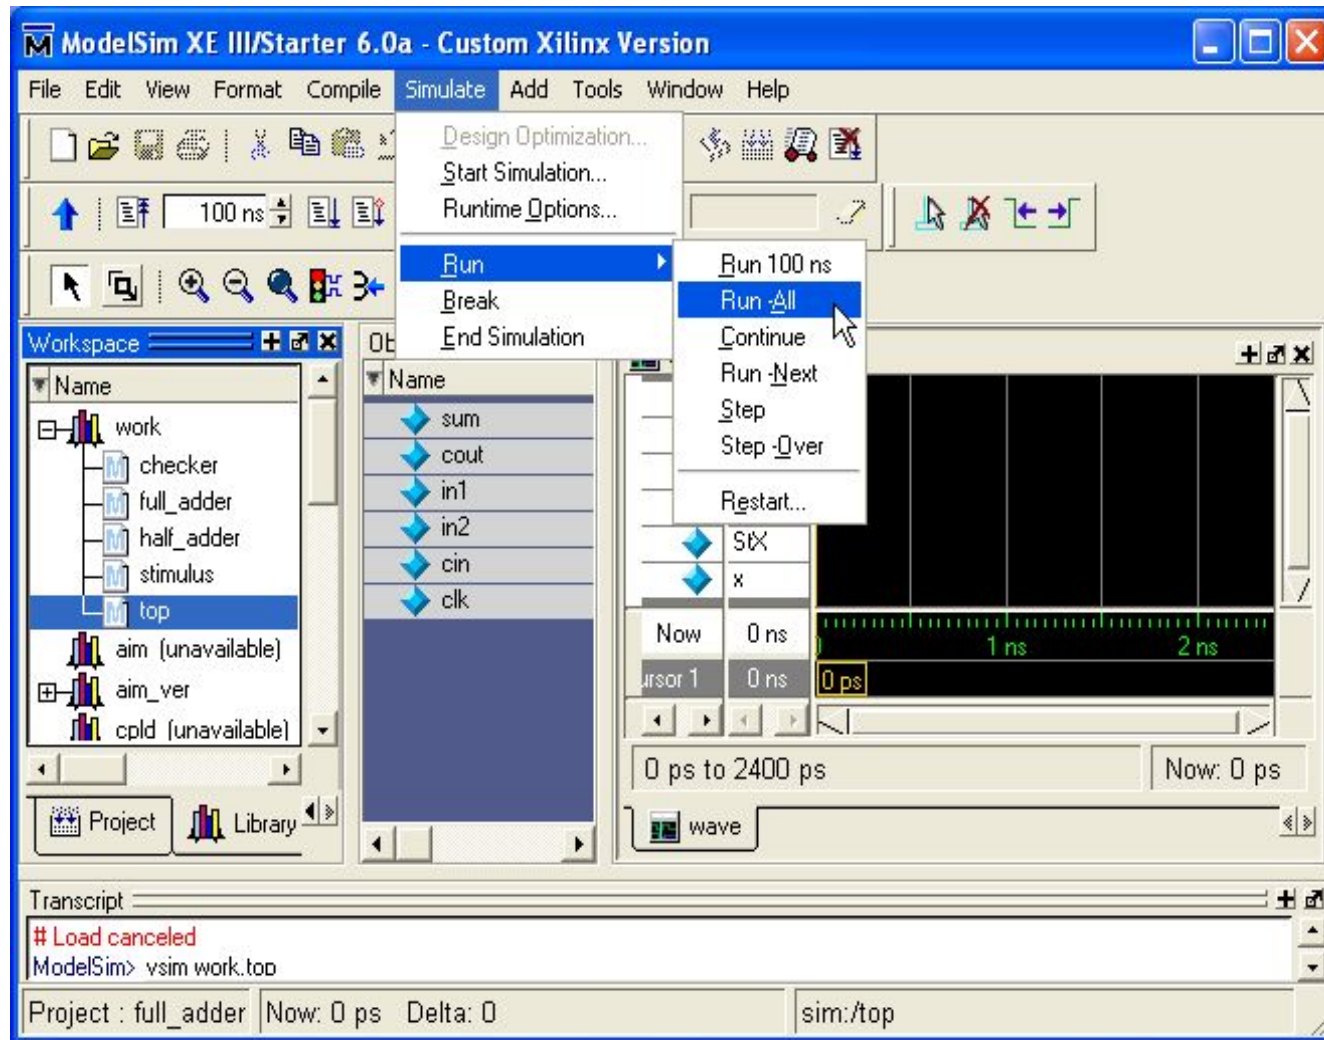 ModelSim XE III/Starter 6.0a - Custom Xilinx Version
File Edit View Format Compile Simulate Add Tools Window Help
Design Optimization...
Start Simulation...
Runtime Options...
100 ns
Run
Break
End Simulation
Run 100 ns
Run -All
Continue
Run -Next
Step
Step -Over
Restart...
Workspace
Name
work
checker
full_adder
half_adder
stimulus
top
aim (unavailable)
aim_ver
cpld (unavailable)
Project Library
Name
sum
cout
in1
in2
cin
clk
StX
x
Now 0 ns
1 ns 2 ns
ursor 1 0 ns 0 ps
0 ps to 2400 ps Now: 0 ps
wave
Transcript
# Load canceled
ModelSim> vsim work.top
Project : full_adder Now: 0 ps Delta: 0 sim:/top